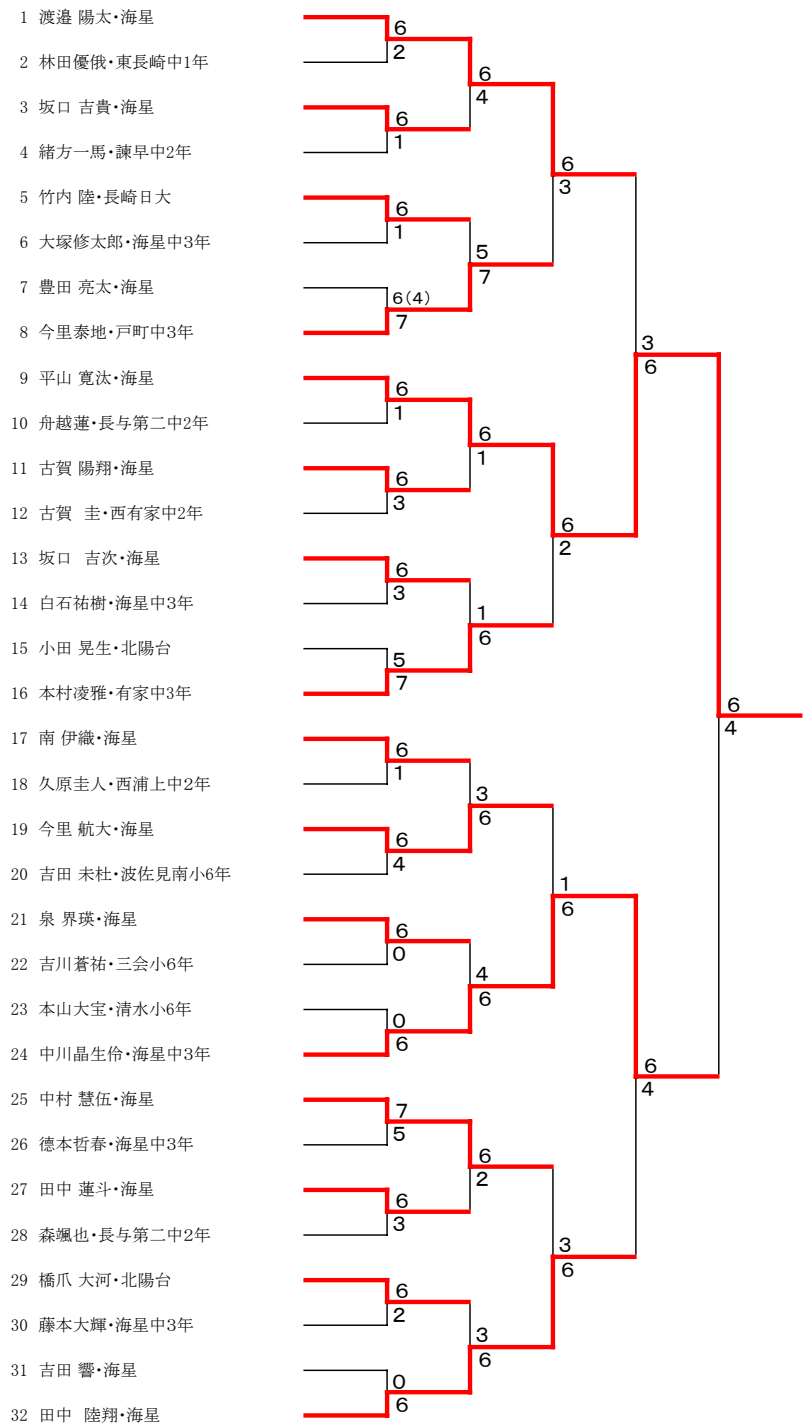 1 渡邉 陽太・海星
6
2
2 林田優俄・東長崎中1年
6
4
3 坂口 吉貴・海星
6
1
4 緒方一馬・諫早中2年
6
3
5 竹内 陸・長崎日大
6
1
6 大塚修太郎・海星中3年
5
7
7 豊田 亮太・海星
6(4)
7
8 今里泰地・戸町中3年
3
6
9 平山 寛汰・海星
6
1
10 舟越蓮・長与第二中2年
6
1
11 古賀 陽翔・海星
6
3
12 古賀 圭・西有家中2年
6
2
13 坂口 吉次・海星
6
3
14 白石祐樹・海星中3年
1
6
15 小田 晃生・北陽台
5
7
16 本村凌雅・有家中3年
6
4
17 南 伊織・海星
6
1
18 久原圭人・西浦上中2年
3
6
19 今里 航大・海星
6
4
20 吉田 未杜・波佐見南小6年
1
6
21 泉 界瑛・海星
6
0
22 吉川蒼祐・三会小6年
4
6
23 本山大宝・清水小6年
0
6
24 中川晶生伶・海星中3年
6
4
25 中村 慧伍・海星
7
5
26 德本哲春・海星中3年
6
2
27 田中 蓮斗・海星
6
3
28 森颯也・長与第二中2年
3
6
29 橋爪 大河・北陽台
6
2
30 藤本大輝・海星中3年
3
6
31 吉田 響・海星
0
6
32 田中 陸翔・海星